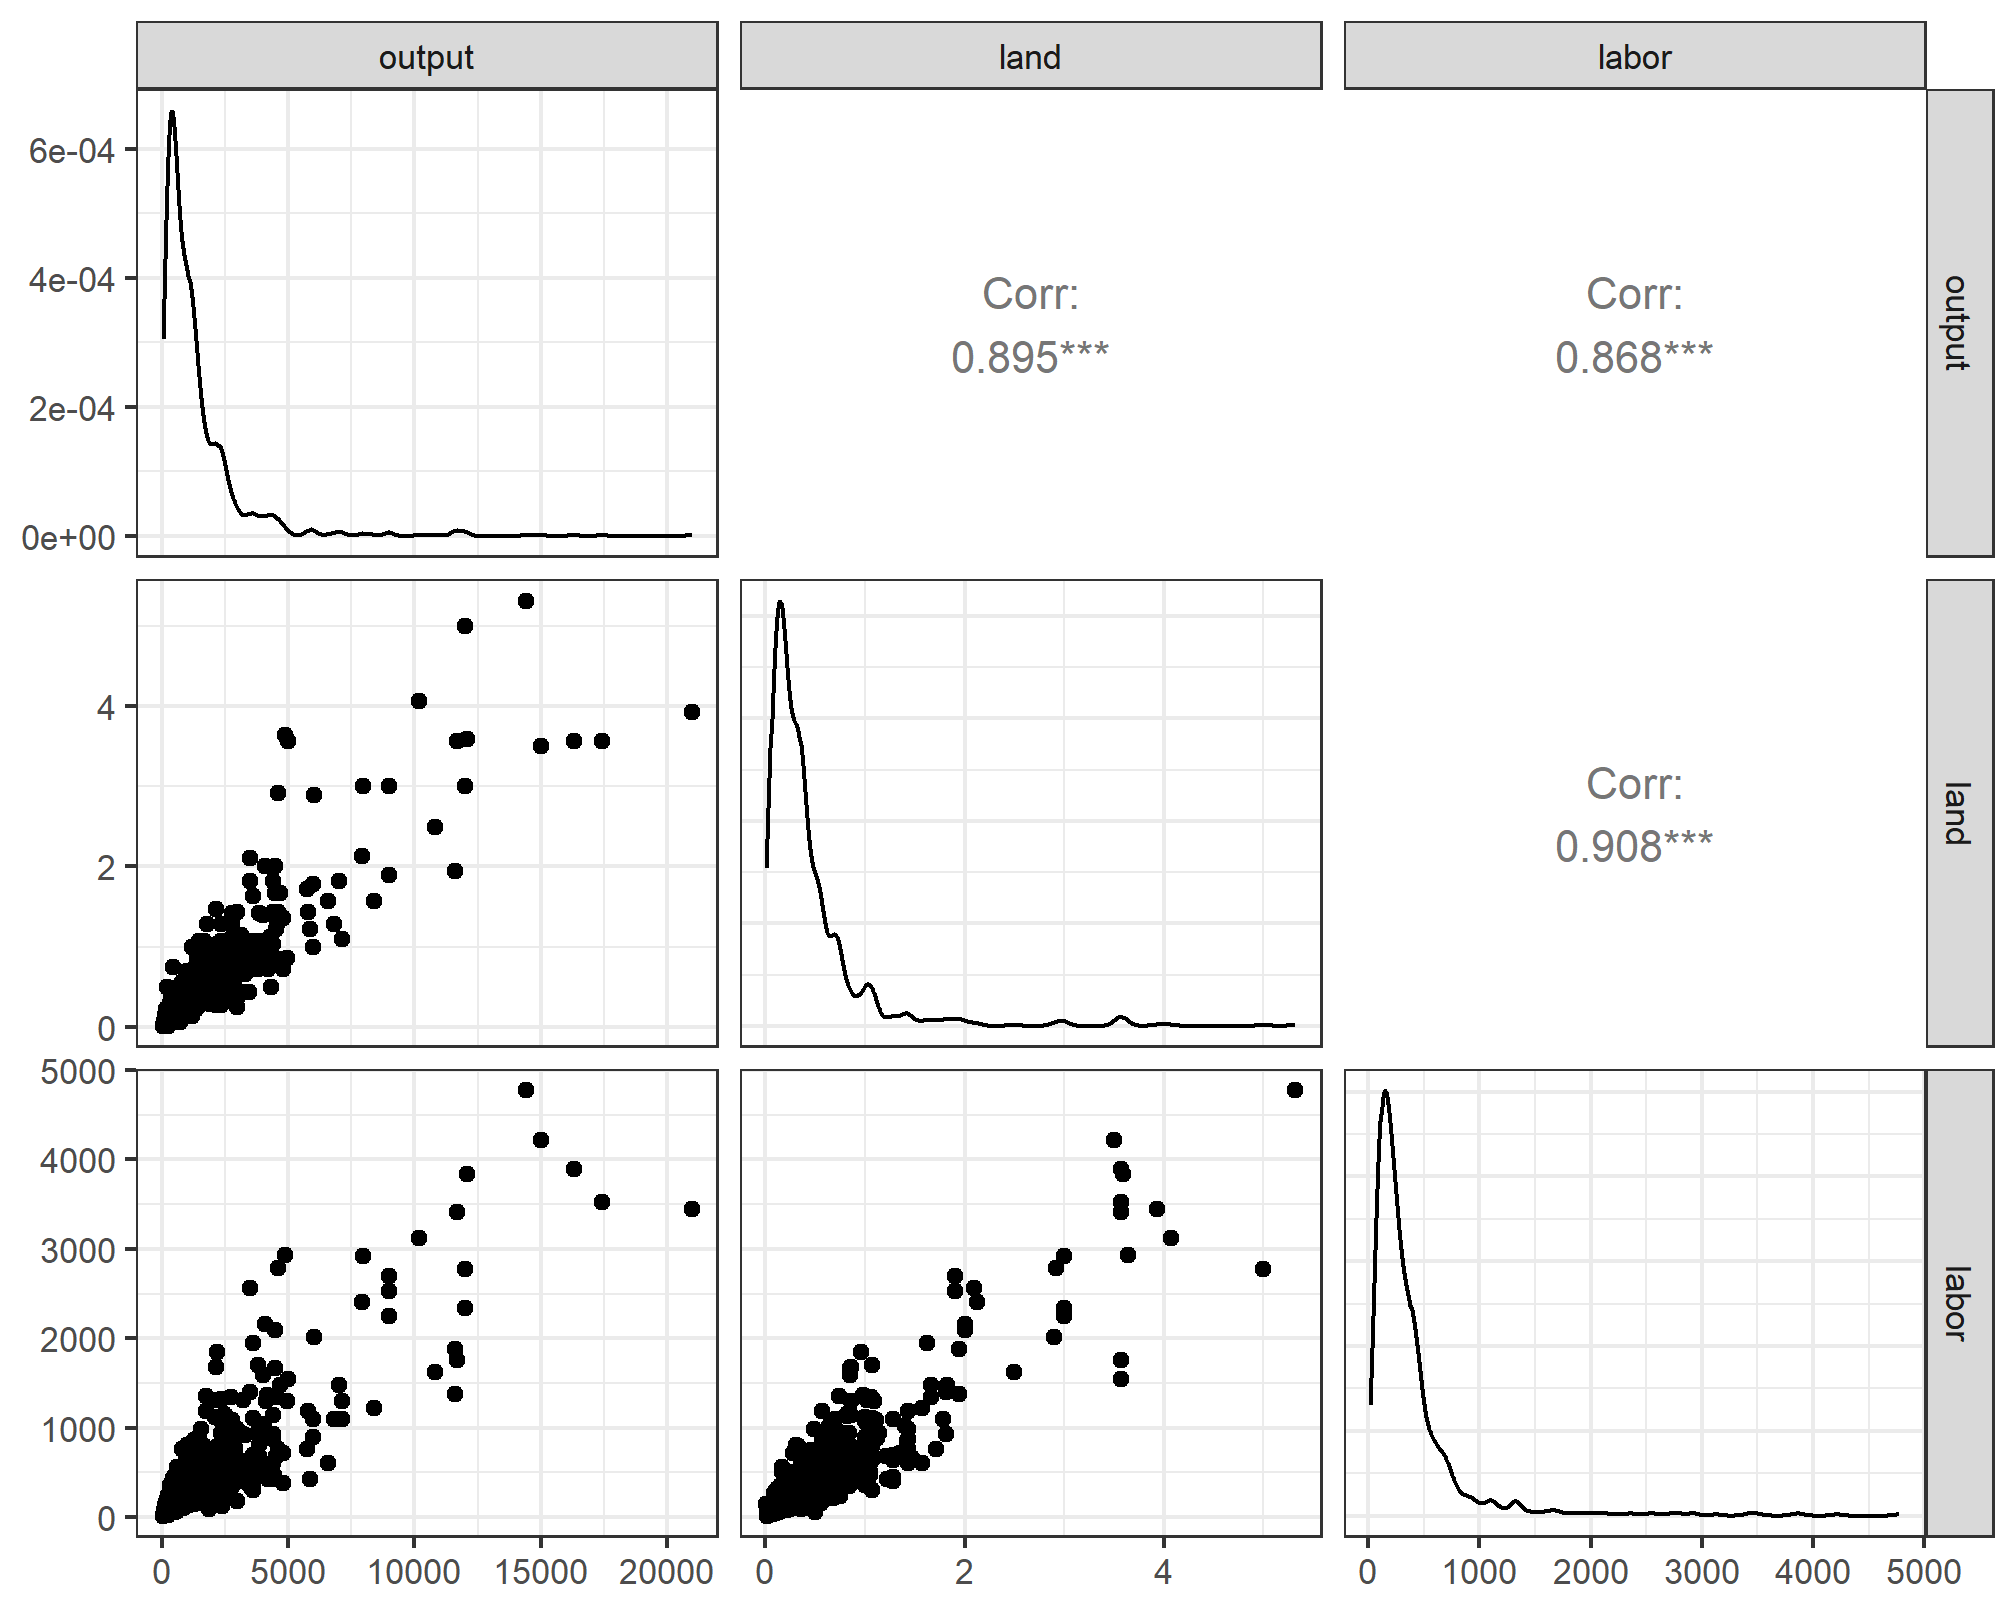 output land labor
6e-04
4e-04
2e-04
0e+00
Corr:
0.895***
Corr:
0.868***
output
4
2
0
Corr:
0.908***
land
5000
4000
3000
2000
1000
0
labor
0 5000 10000 15000 20000
0 2 4
0 1000 2000 3000 4000 5000